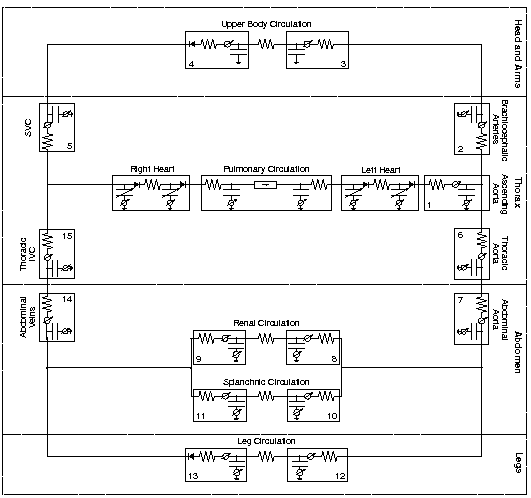 Upper Body Circulation
4
3
Head and Arms
SVC
5
Brachiocephalic
Arteries
2
Right Heart
Pulmonary Circulation
Left Heart
1
Ascending
Aorta
Thorax
Thoracic
IVC
15
6
Thoracic
Aorta
Abdominal
Veins
14
7
Abdominal
Aorta
Abdomen
Renal Circulation
9
8
Splanchnic Circulation
11
10
Leg Circulation
13
12
Legs